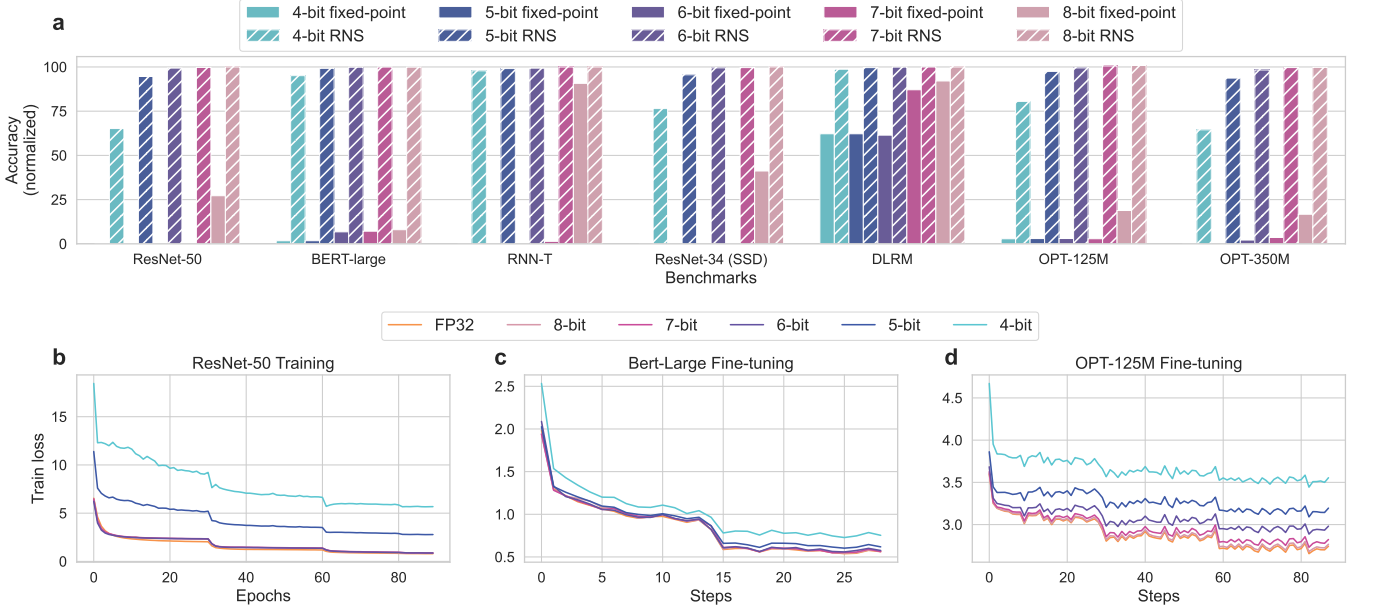 a
4-bit fixed-point 5-bit fixed-point 6-bit fixed-point 7-bit fixed-point 8-bit fixed-point
4-bit RNS 5-bit RNS 6-bit RNS 7-bit RNS 8-bit RNS
Accuracy
(normalized)
100
75
50
25
0
ResNet-50 BERT-large RNN-T ResNet-34 (SSD) DLRM OPT-125M OPT-350M
Benchmarks
FP32 8-bit 7-bit 6-bit 5-bit 4-bit
b
ResNet-50 Training
Train loss
15
10
5
0
0 20 40 60 80
Epochs
c
Bert-Large Fine-tuning
2.5
2.0
1.5
1.0
0.5
0 5 10 15 20 25
Steps
d
OPT-125M Fine-tuning
4.5
4.0
3.5
3.0
0 20 40 60 80
Steps